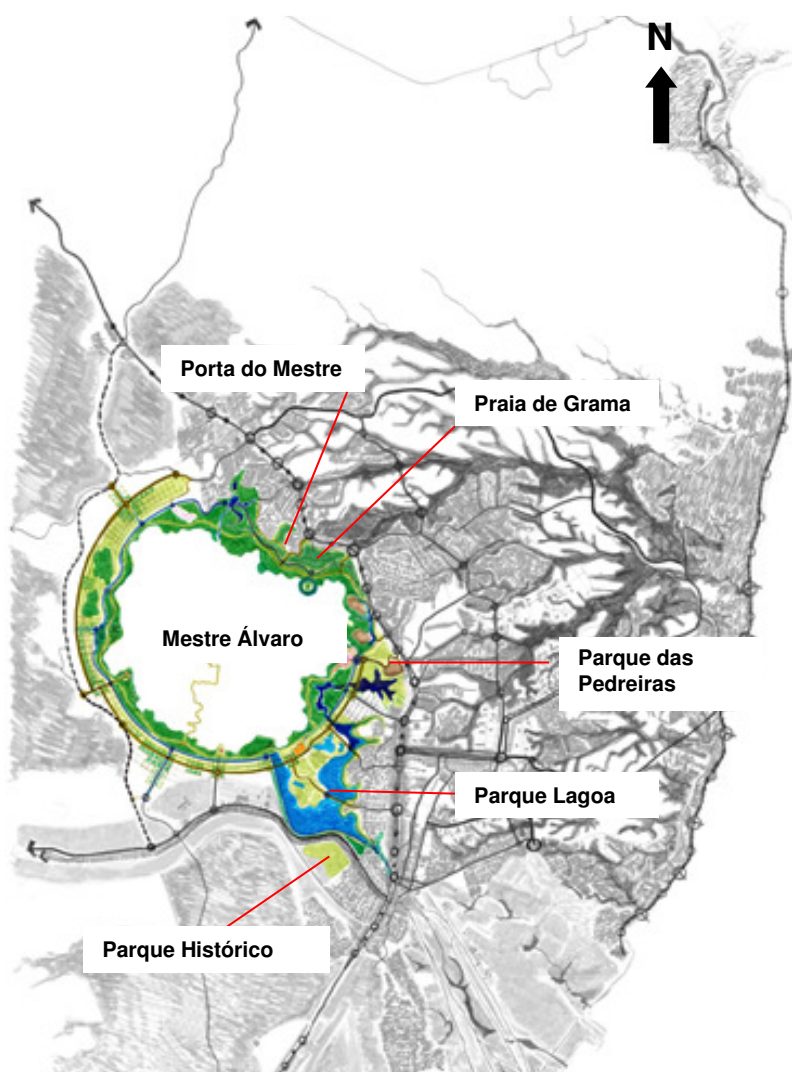 N
Porta do Mestre
Praia de Grama
Mestre Álvaro
Parque das
Pedreiras
Parque Lagoa
Parque Histórico